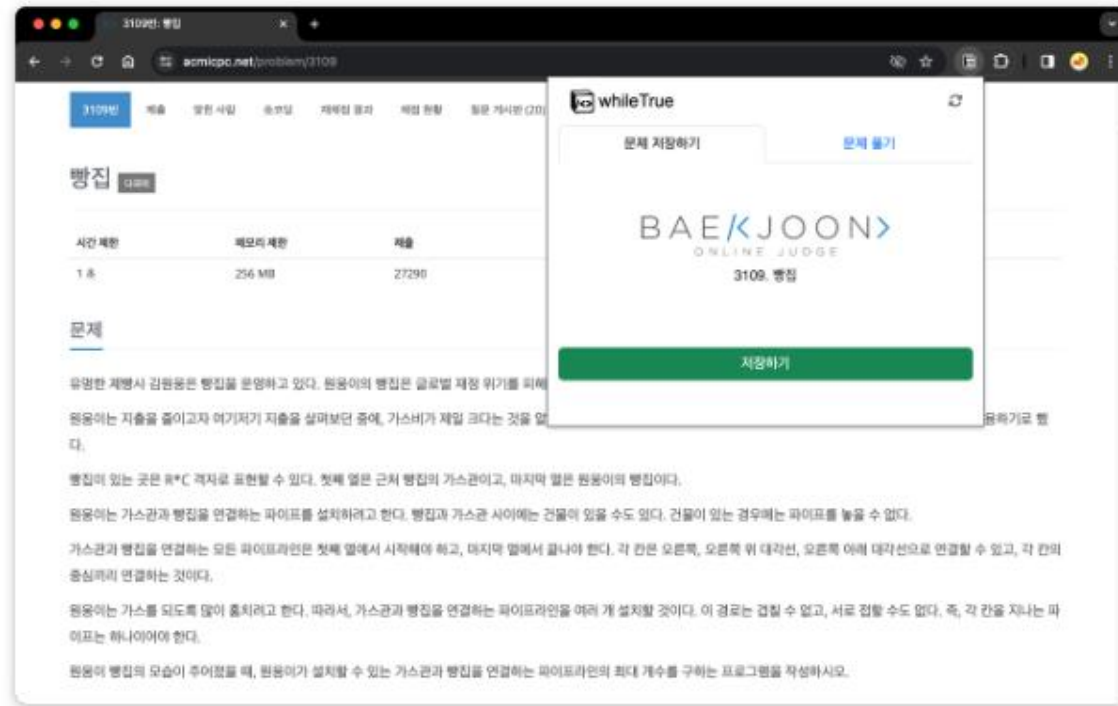 3109번: 빵집
acmicpc.net/problem/3109
3109번 제출 맞힌 사람 숏코딩 재채점 결과 채점 현황 질문 게시판 (20)
빵집
시간 제한 메모리 제한 제출
1 초 256 MB 27290
문제
유명한 제빵사 김원웅은 빵집을 운영하고 있다. 원웅이의 빵집은 글로벌 재정 위기를 피해
원웅이는 지출을 줄이고자 여기저기 지출을 살펴보던 중에, 가스비가 제일 크다는 것을 알 용하기로 했
다.
빵집이 있는 곳은 R*C 격자로 표현할 수 있다. 첫째 열은 근처 빵집의 가스관이고, 마지막 열은 원웅이의 빵집이다.
원웅이는 가스관과 빵집을 연결하는 파이프를 설치하려고 한다. 빵집과 가스관 사이에는 건물이 있을 수도 있다. 건물이 있는 경우에는 파이프를 놓을 수 없다.
가스관과 빵집을 연결하는 모든 파이프라인은 첫째 열에서 시작해야 하고, 마지막 열에서 끝나야 한다. 각 칸은 오른쪽, 오른쪽 위 대각선, 오른쪽 아래 대각선으로 연결할 수 있고, 각 칸의
중심끼리 연결하는 것이다.
원웅이는 가스를 되도록 많이 훔치려고 한다. 따라서, 가스관과 빵집을 연결하는 파이프라인을 여러 개 설치할 것이다. 이 경로는 겹칠 수 없고, 서로 접할 수도 없다. 즉, 각 칸을 지나는 파
이프는 하나이어야 한다.
원웅이 빵집의 모습이 주어졌을 때, 원웅이가 설치할 수 있는 가스관과 빵집을 연결하는 파이프라인의 최대 개수를 구하는 프로그램을 작성하시오.
whileTrue
문제 저장하기 문제 풀기
BAEKJOON>
ONLINE JUDGE
3109. 빵집
저장하기